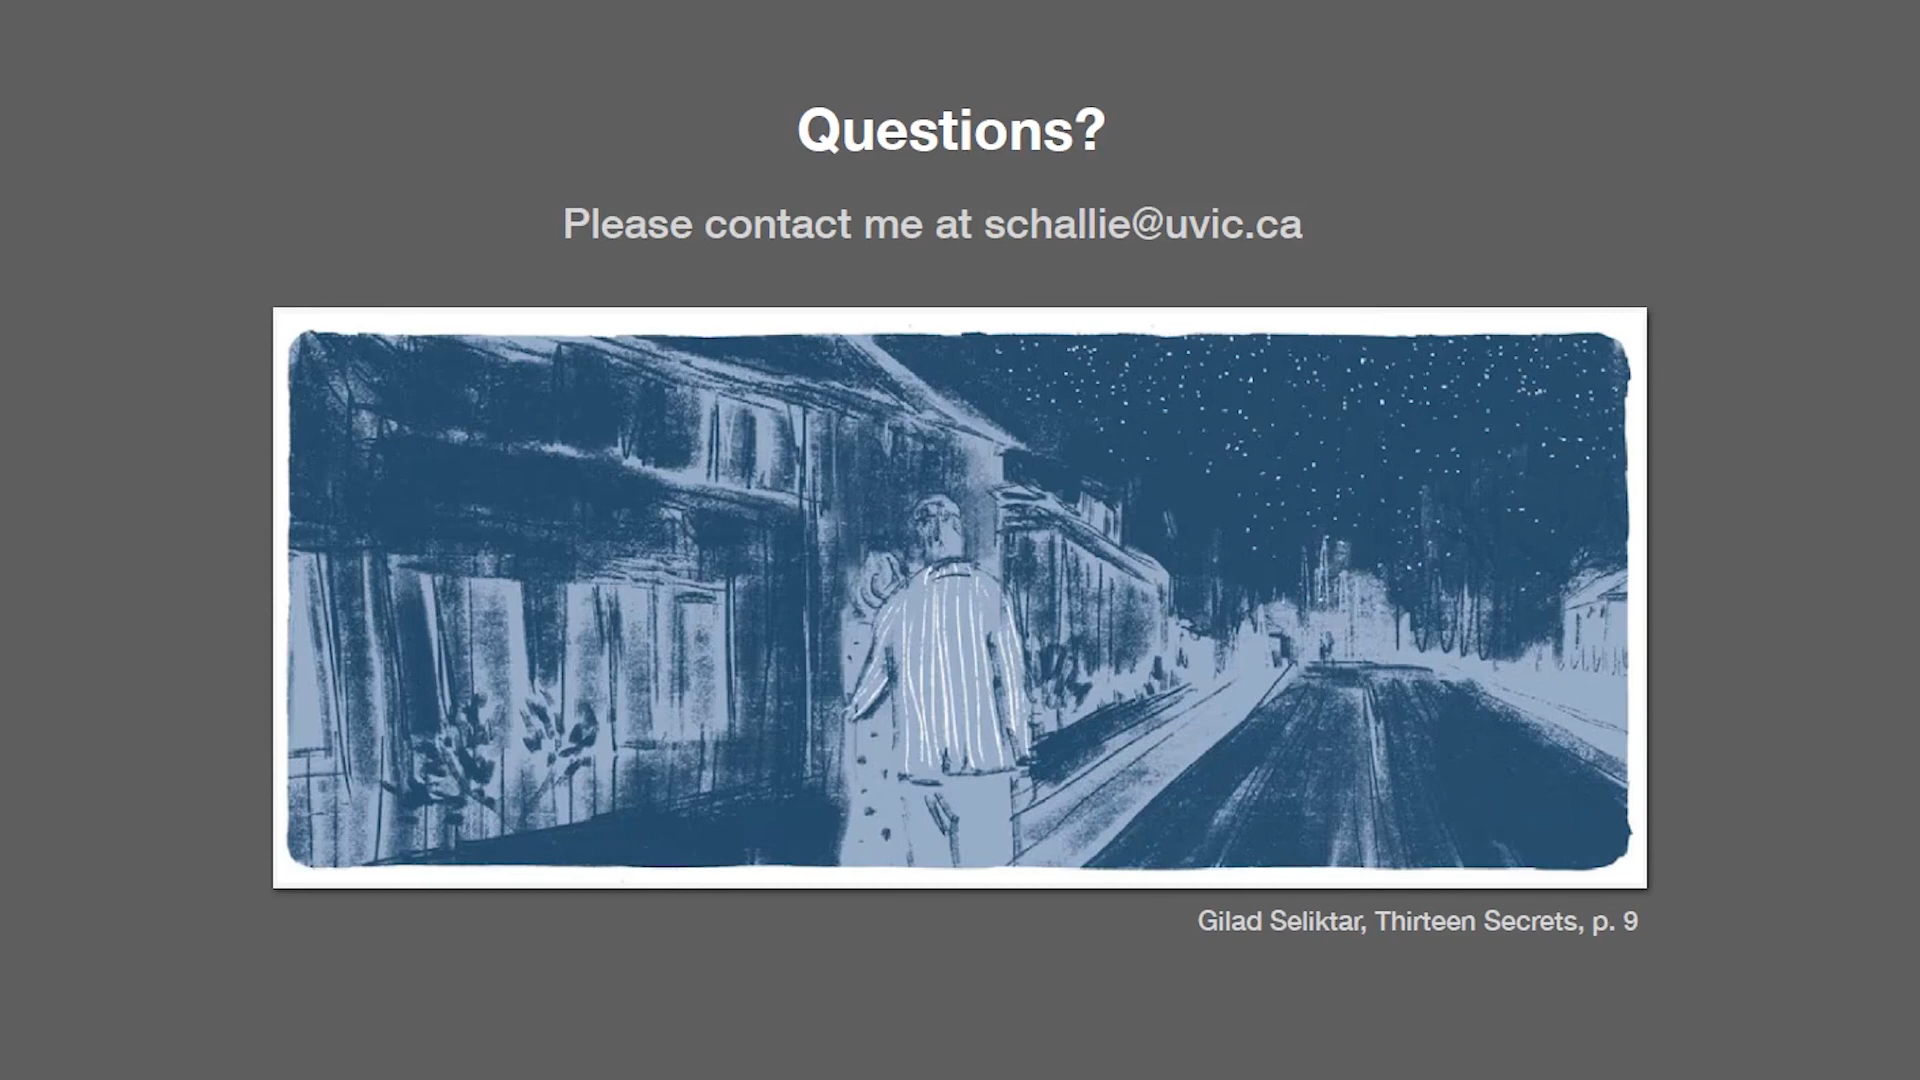 Questions?
Please contact me at schallie@uvic.ca
Gilad Seliktar, Thirteen Secrets, p. 9